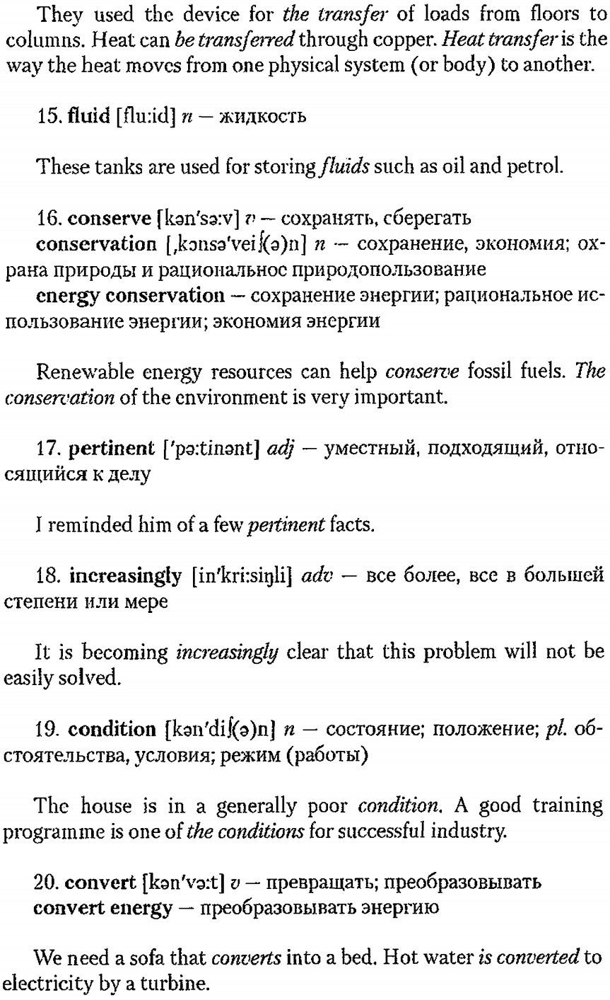 They used the device for the transfer of loads from floors to
columns. Heat can be transferred through copper. Heat transfer is the
way the heat moves from one physical system (or body) to another.
15. fluid [flu:id] n — жидкость
These tanks are used for storing fluids such as oil and petrol.
16. conserve [kən'sə:v] v — сохранять, сберегать
conservation [ˌkɔnsə'veiʃ(ə)n] n — сохранение, экономия; ох-
рана природы и рациональное природопользование
energy conservation — сохранение энергии; рациональное ис-
пользование энергии; экономия энергии
Renewable energy resources can help conserve fossil fuels. The
conservation of the environment is very important.
17. pertinent ['pə:tinənt] adj — уместный, подходящий, отно-
сящийся к делу
I reminded him of a few pertinent facts.
18. increasingly [in'kri:siŋli] adv — все более, все в большей
степени или мере
It is becoming increasingly clear that this problem will not be
easily solved.
19. condition [kən'diʃ(ə)n] n — состояние; положение; pl. об-
стоятельства, условия; режим (работы)
The house is in a generally poor condition. A good training
programme is one of the conditions for successful industry.
20. convert [kən'və:t] v — превращать; преобразовывать
convert energy — преобразовывать энергию
We need a sofa that converts into a bed. Hot water is converted to
electricity by a turbine.